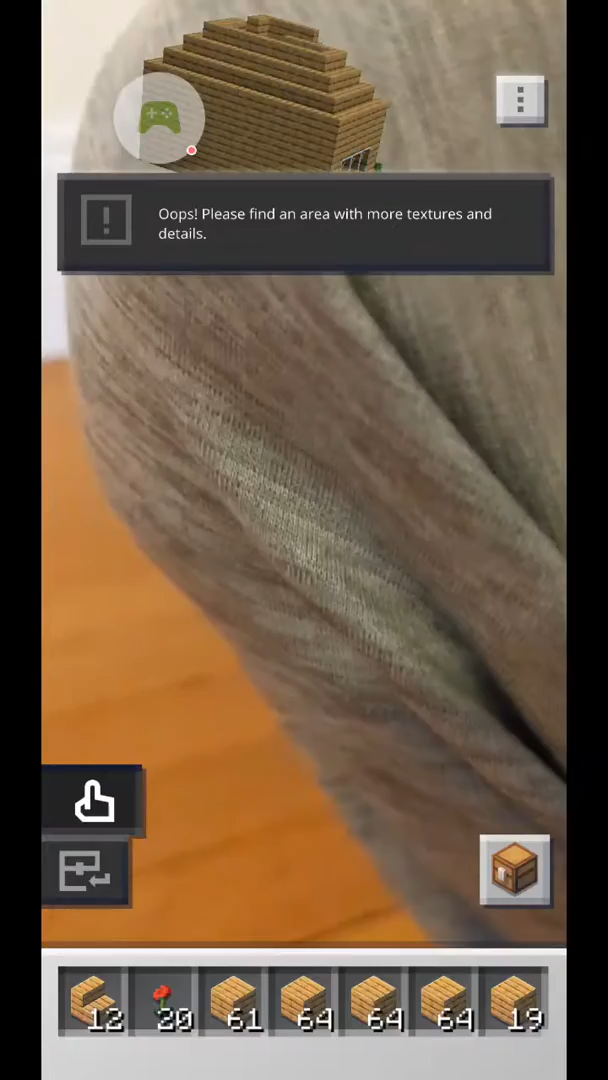 Oops! Please find an area with more textures and
details.
12 20 61 64 64 64 19